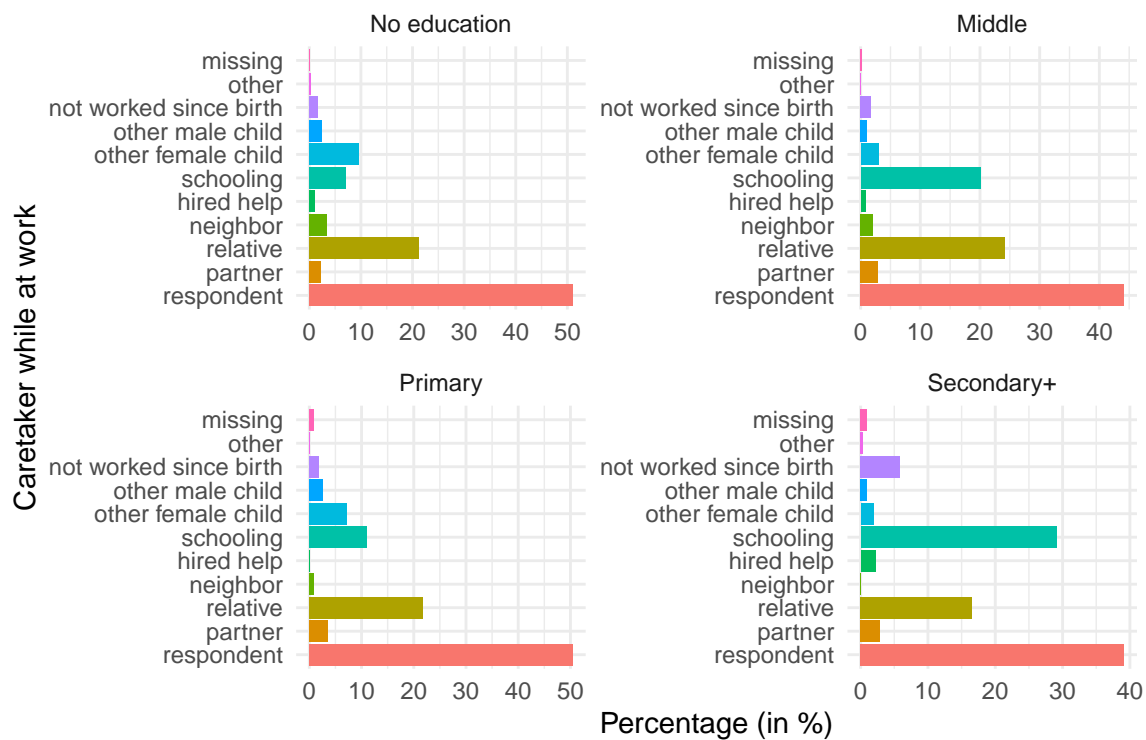 No education
missing
other
not worked since birth
other male child
other female child
schooling
hired help
neighbor
relative
partner
respondent
0 10 20 30 40 50
Middle
missing
other
not worked since birth
other male child
other female child
schooling
hired help
neighbor
relative
partner
respondent
0 10 20 30 40
Primary
missing
other
not worked since birth
other male child
other female child
schooling
hired help
neighbor
relative
partner
respondent
0 10 20 30 40 50
Secondary+
missing
other
not worked since birth
other male child
other female child
schooling
hired help
neighbor
relative
partner
respondent
0 10 20 30 40
Caretaker while at work
Percentage (in %)